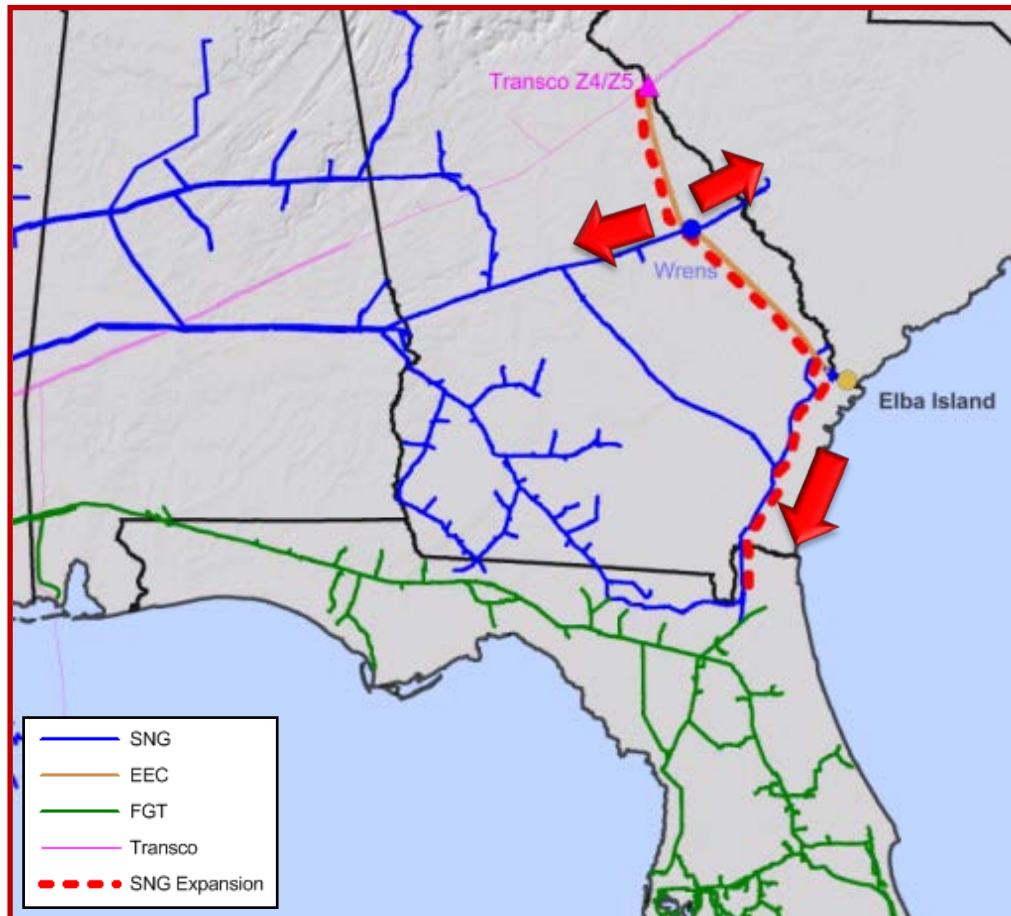 Transco Z4/Z5
Wrens
Elba Island
SNG
EEC
FGT
Transco
SNG Expansion